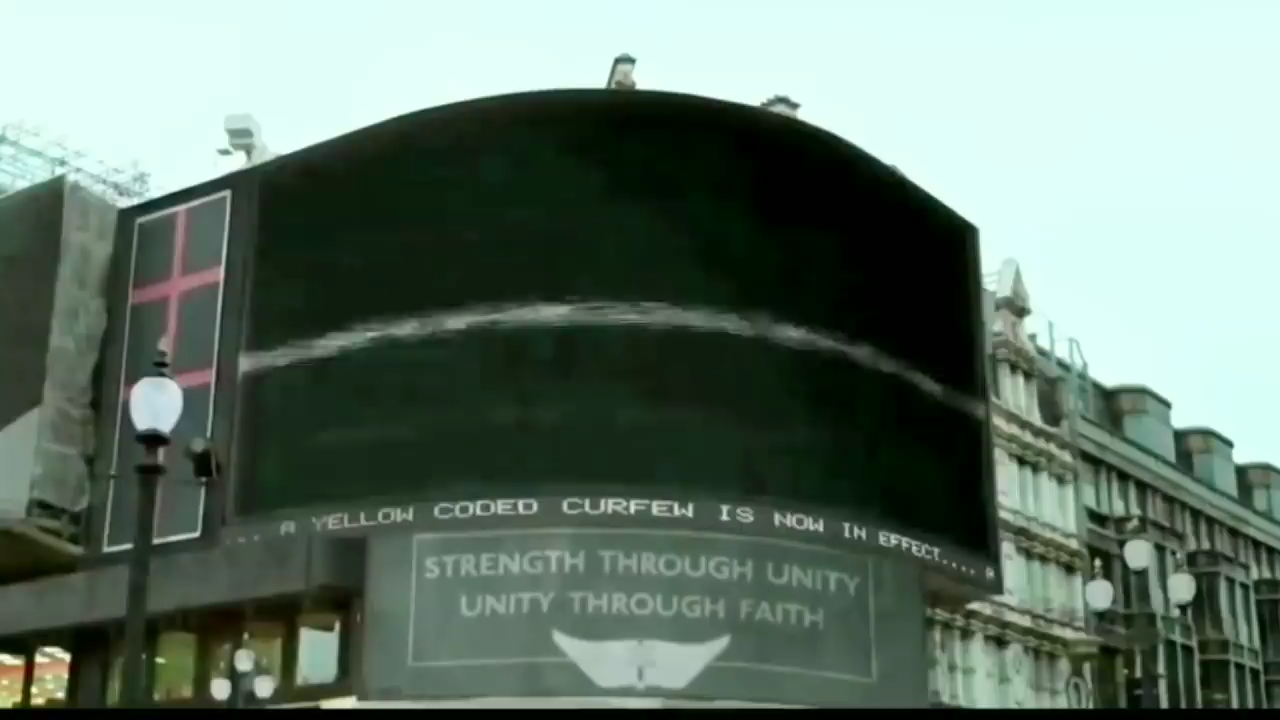 .... A YELLOW CODED CURFEW IS NOW IN EFFECT....
STRENGTH THROUGH UNITY
UNITY THROUGH FAITH